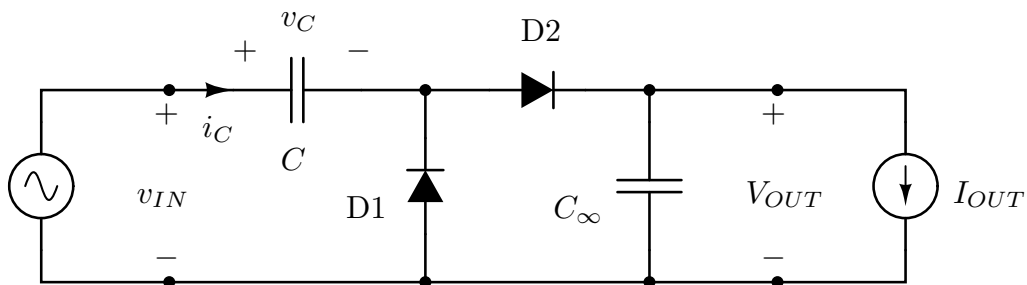 v_C
D2
+
−
+
i_C
C
+
v_IN
D1
C_∞
V_OUT
I_OUT
−
−